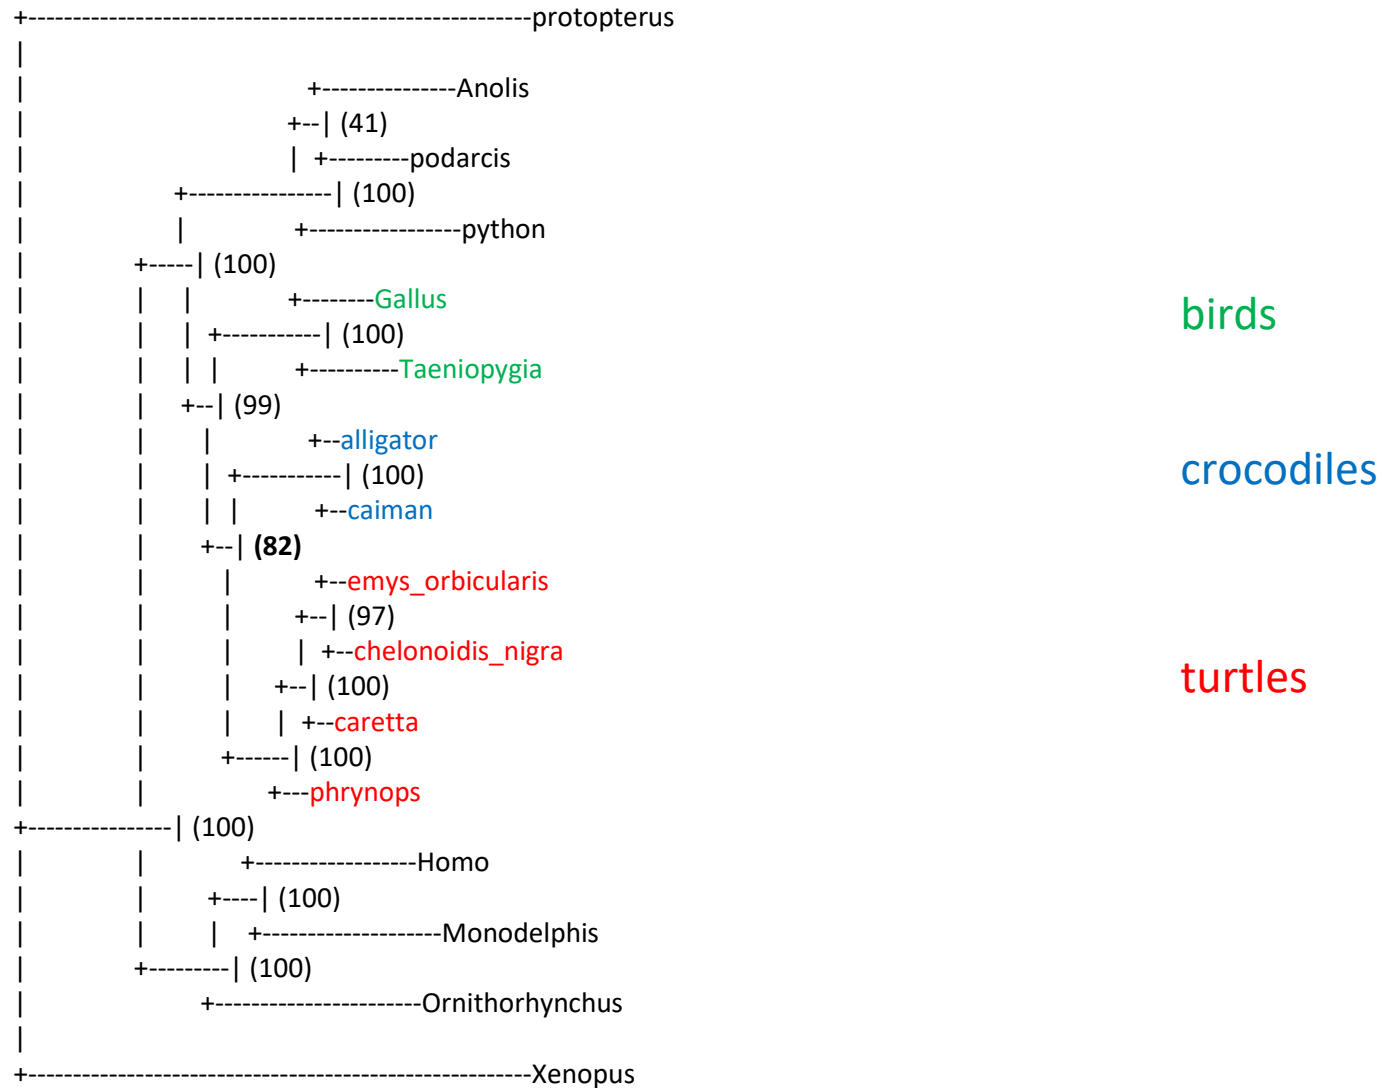 +------------------------------------------------------protopterus
|
| +---------------Anolis
| +--| (41)
| | +---------podarcis
| +----------------| (100)
| | +-----------------python
| +-----| (100)
| | | +--------Gallus
| | | +------------| (100)
| | | | +----------Taeniopygia
| | +--| (99)
| | | +--alligator
| | | +------------| (100)
| | | | +--caiman
| | +--| (82)
| | | +--emys_orbicularis
| | | +--| (97)
| | | | +--chelonoidis_nigra
| | | +--| (100)
| | | | +--caretta
| | +------| (100)
| | +---phrynops
+----------------| (100)
| | +-----------------Homo
| | +----| (100)
| | | +-------------------Monodelphis
| +---------| (100)
| +----------------------Ornithorhynchus
|
+------------------------------------------------------Xenopus
birds
crocodiles
turtles